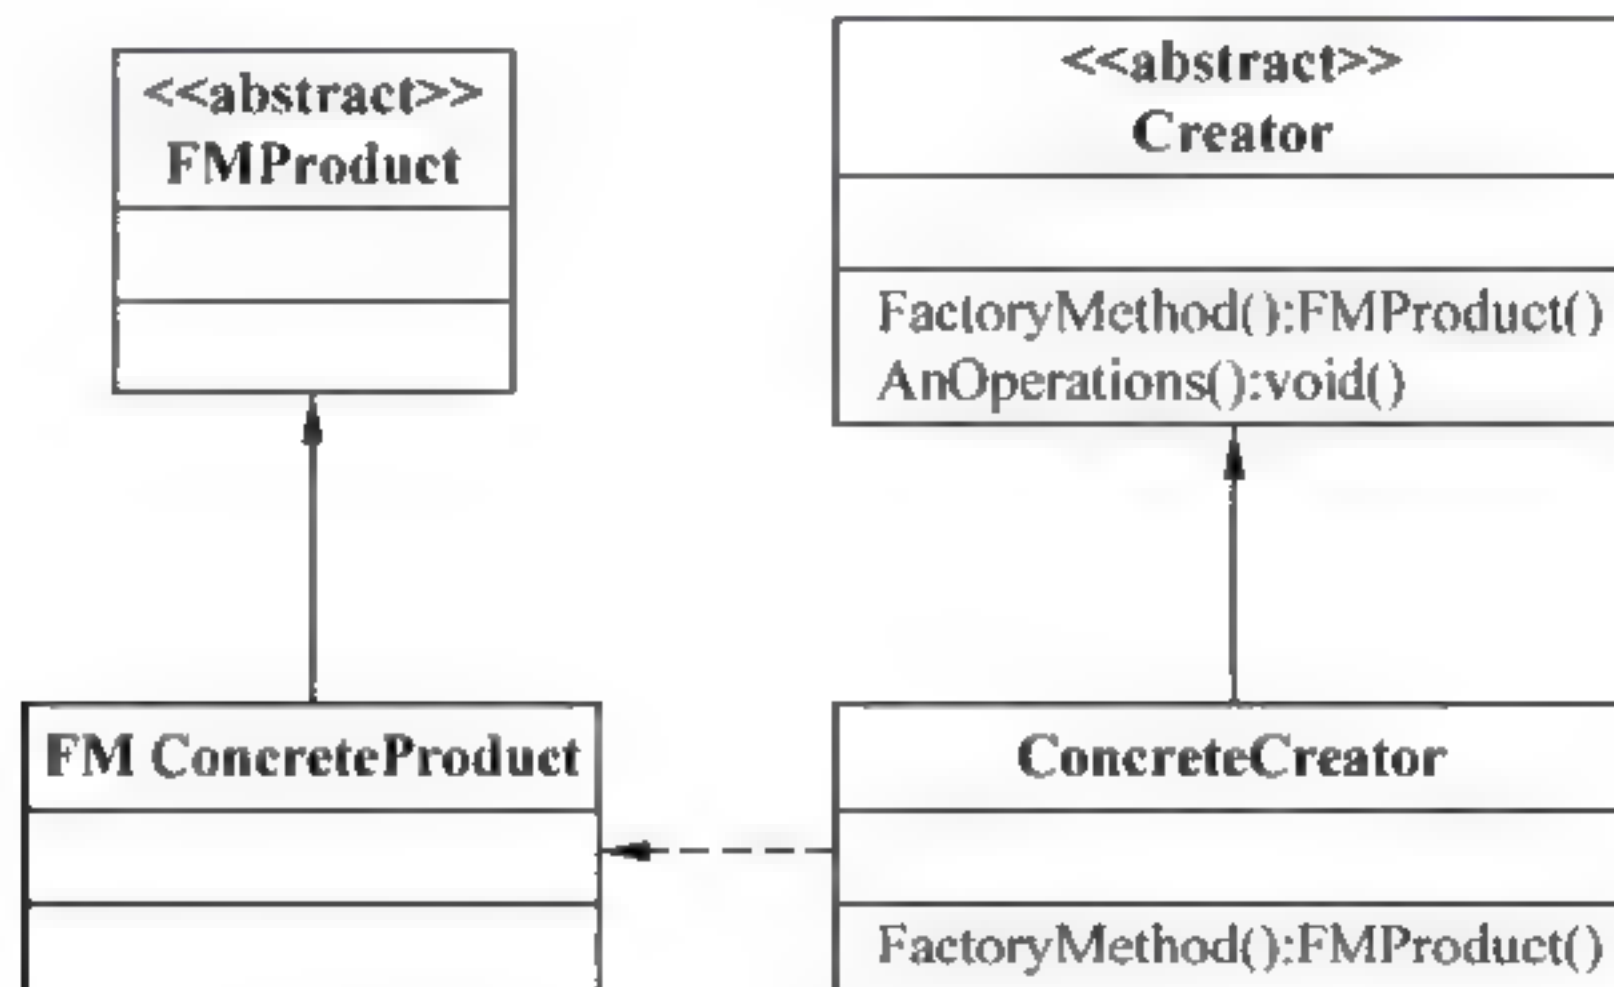 <<abstract>>
FMProduct
<<abstract>>
Creator
FactoryMethod():FMProduct()
AnOperations():void()
FM ConcreteProduct
ConcreteCreator
FactoryMethod():FMProduct()